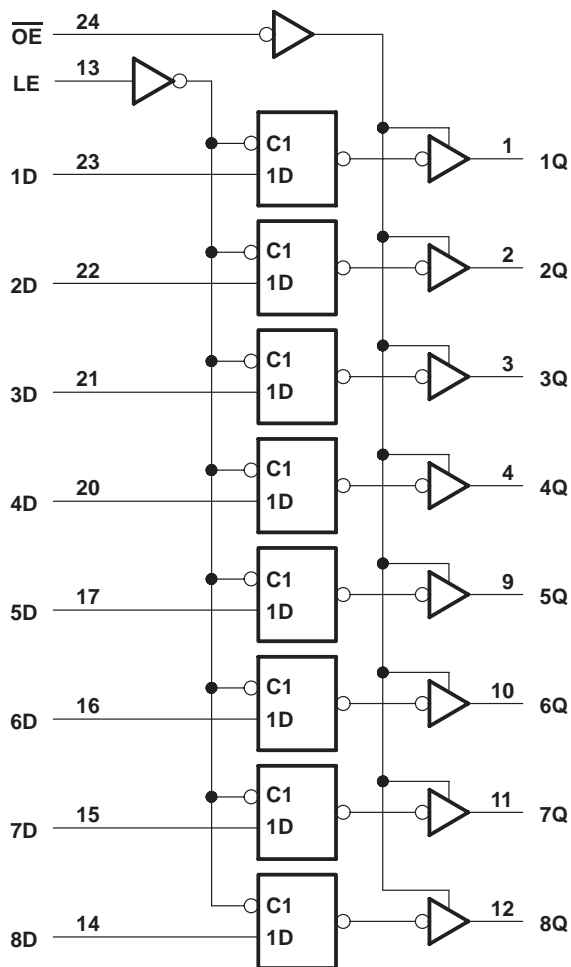 O̅E̅ 24
LE 13
C1
1D 23 1D 1 1Q
C1
2D 22 1D 2 2Q
C1
3D 21 1D 3 3Q
C1
4D 20 1D 4 4Q
C1
5D 17 1D 9 5Q
C1
6D 16 1D 10 6Q
C1
7D 15 1D 11 7Q
C1
8D 14 1D 12 8Q